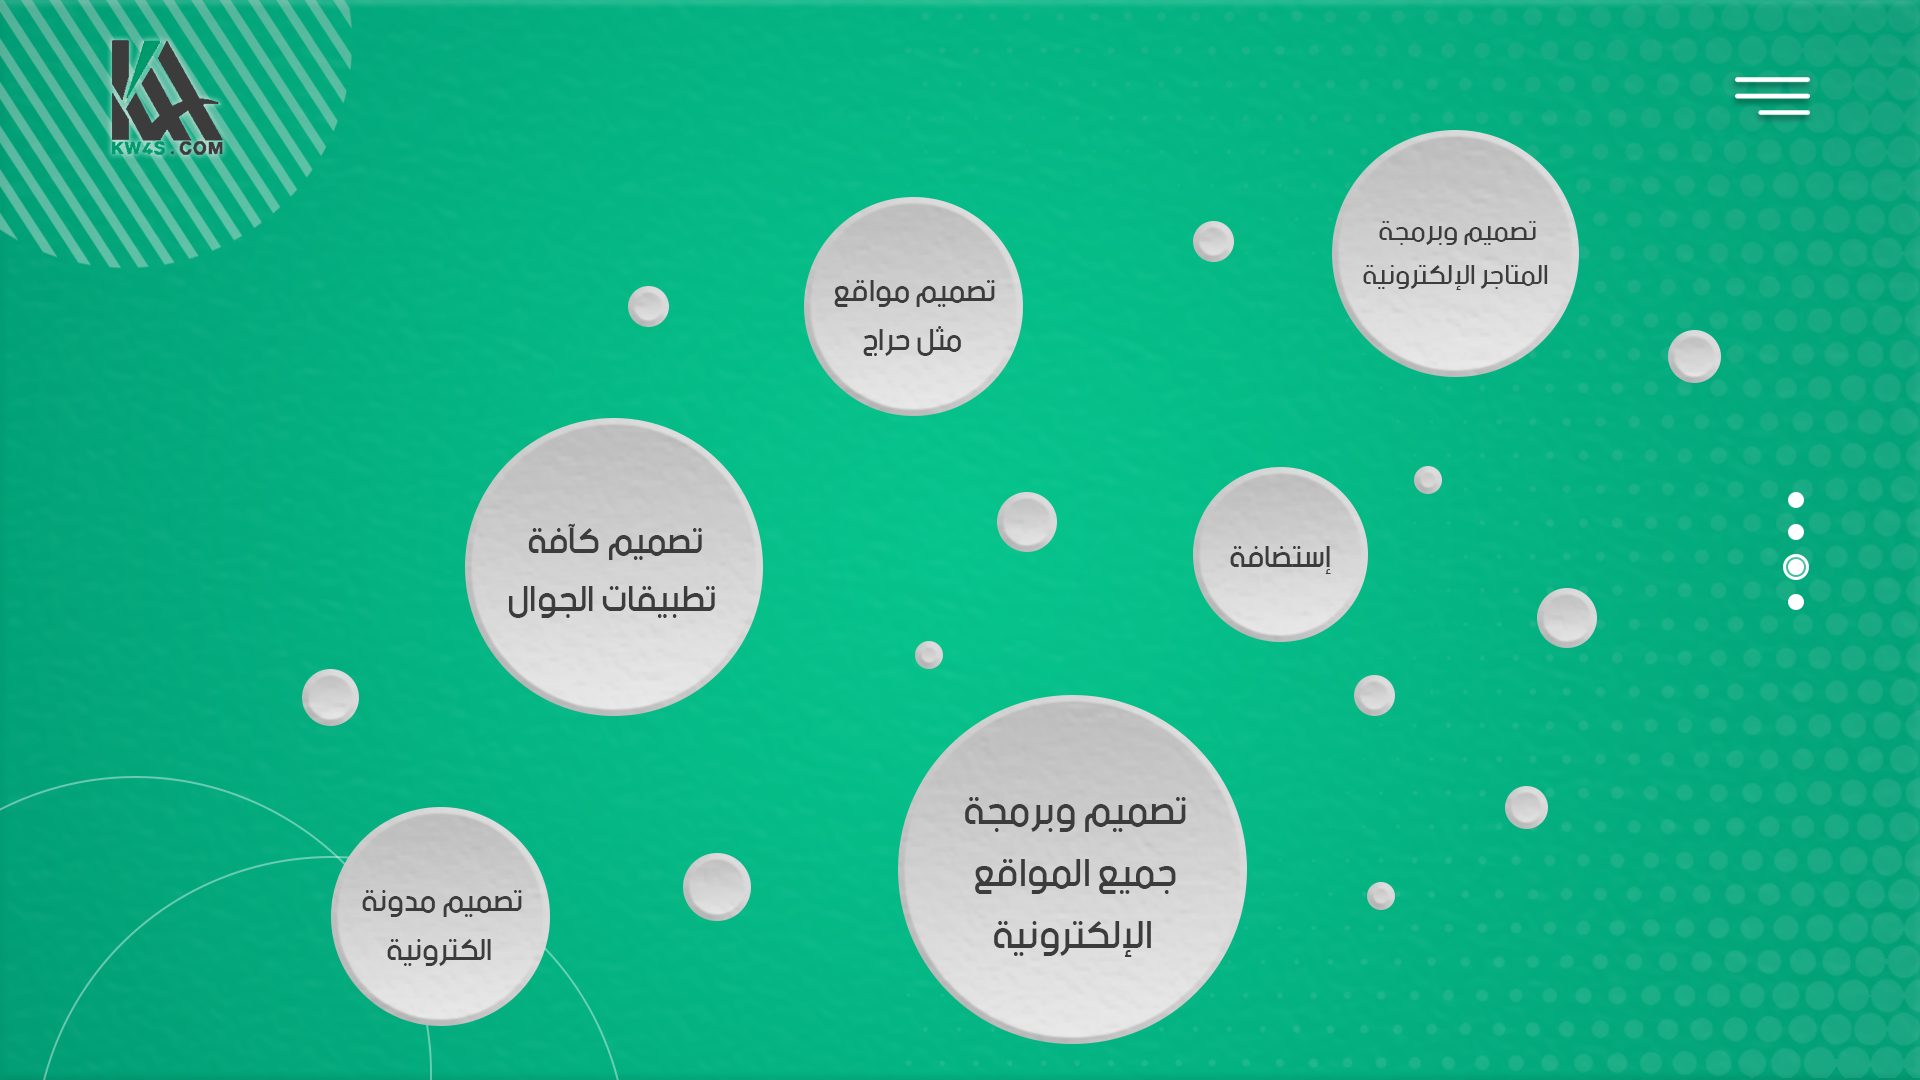 KW4S.COM
تصميم وبرمجة
المتاجر الإلكترونية
تصميم مواقع
مثل حراج
إستضافة
تصميم كآفة
تطبيقات الجوال
تصميم وبرمجة
جميع المواقع
الإلكترونية
تصميم مدونة
الكترونية